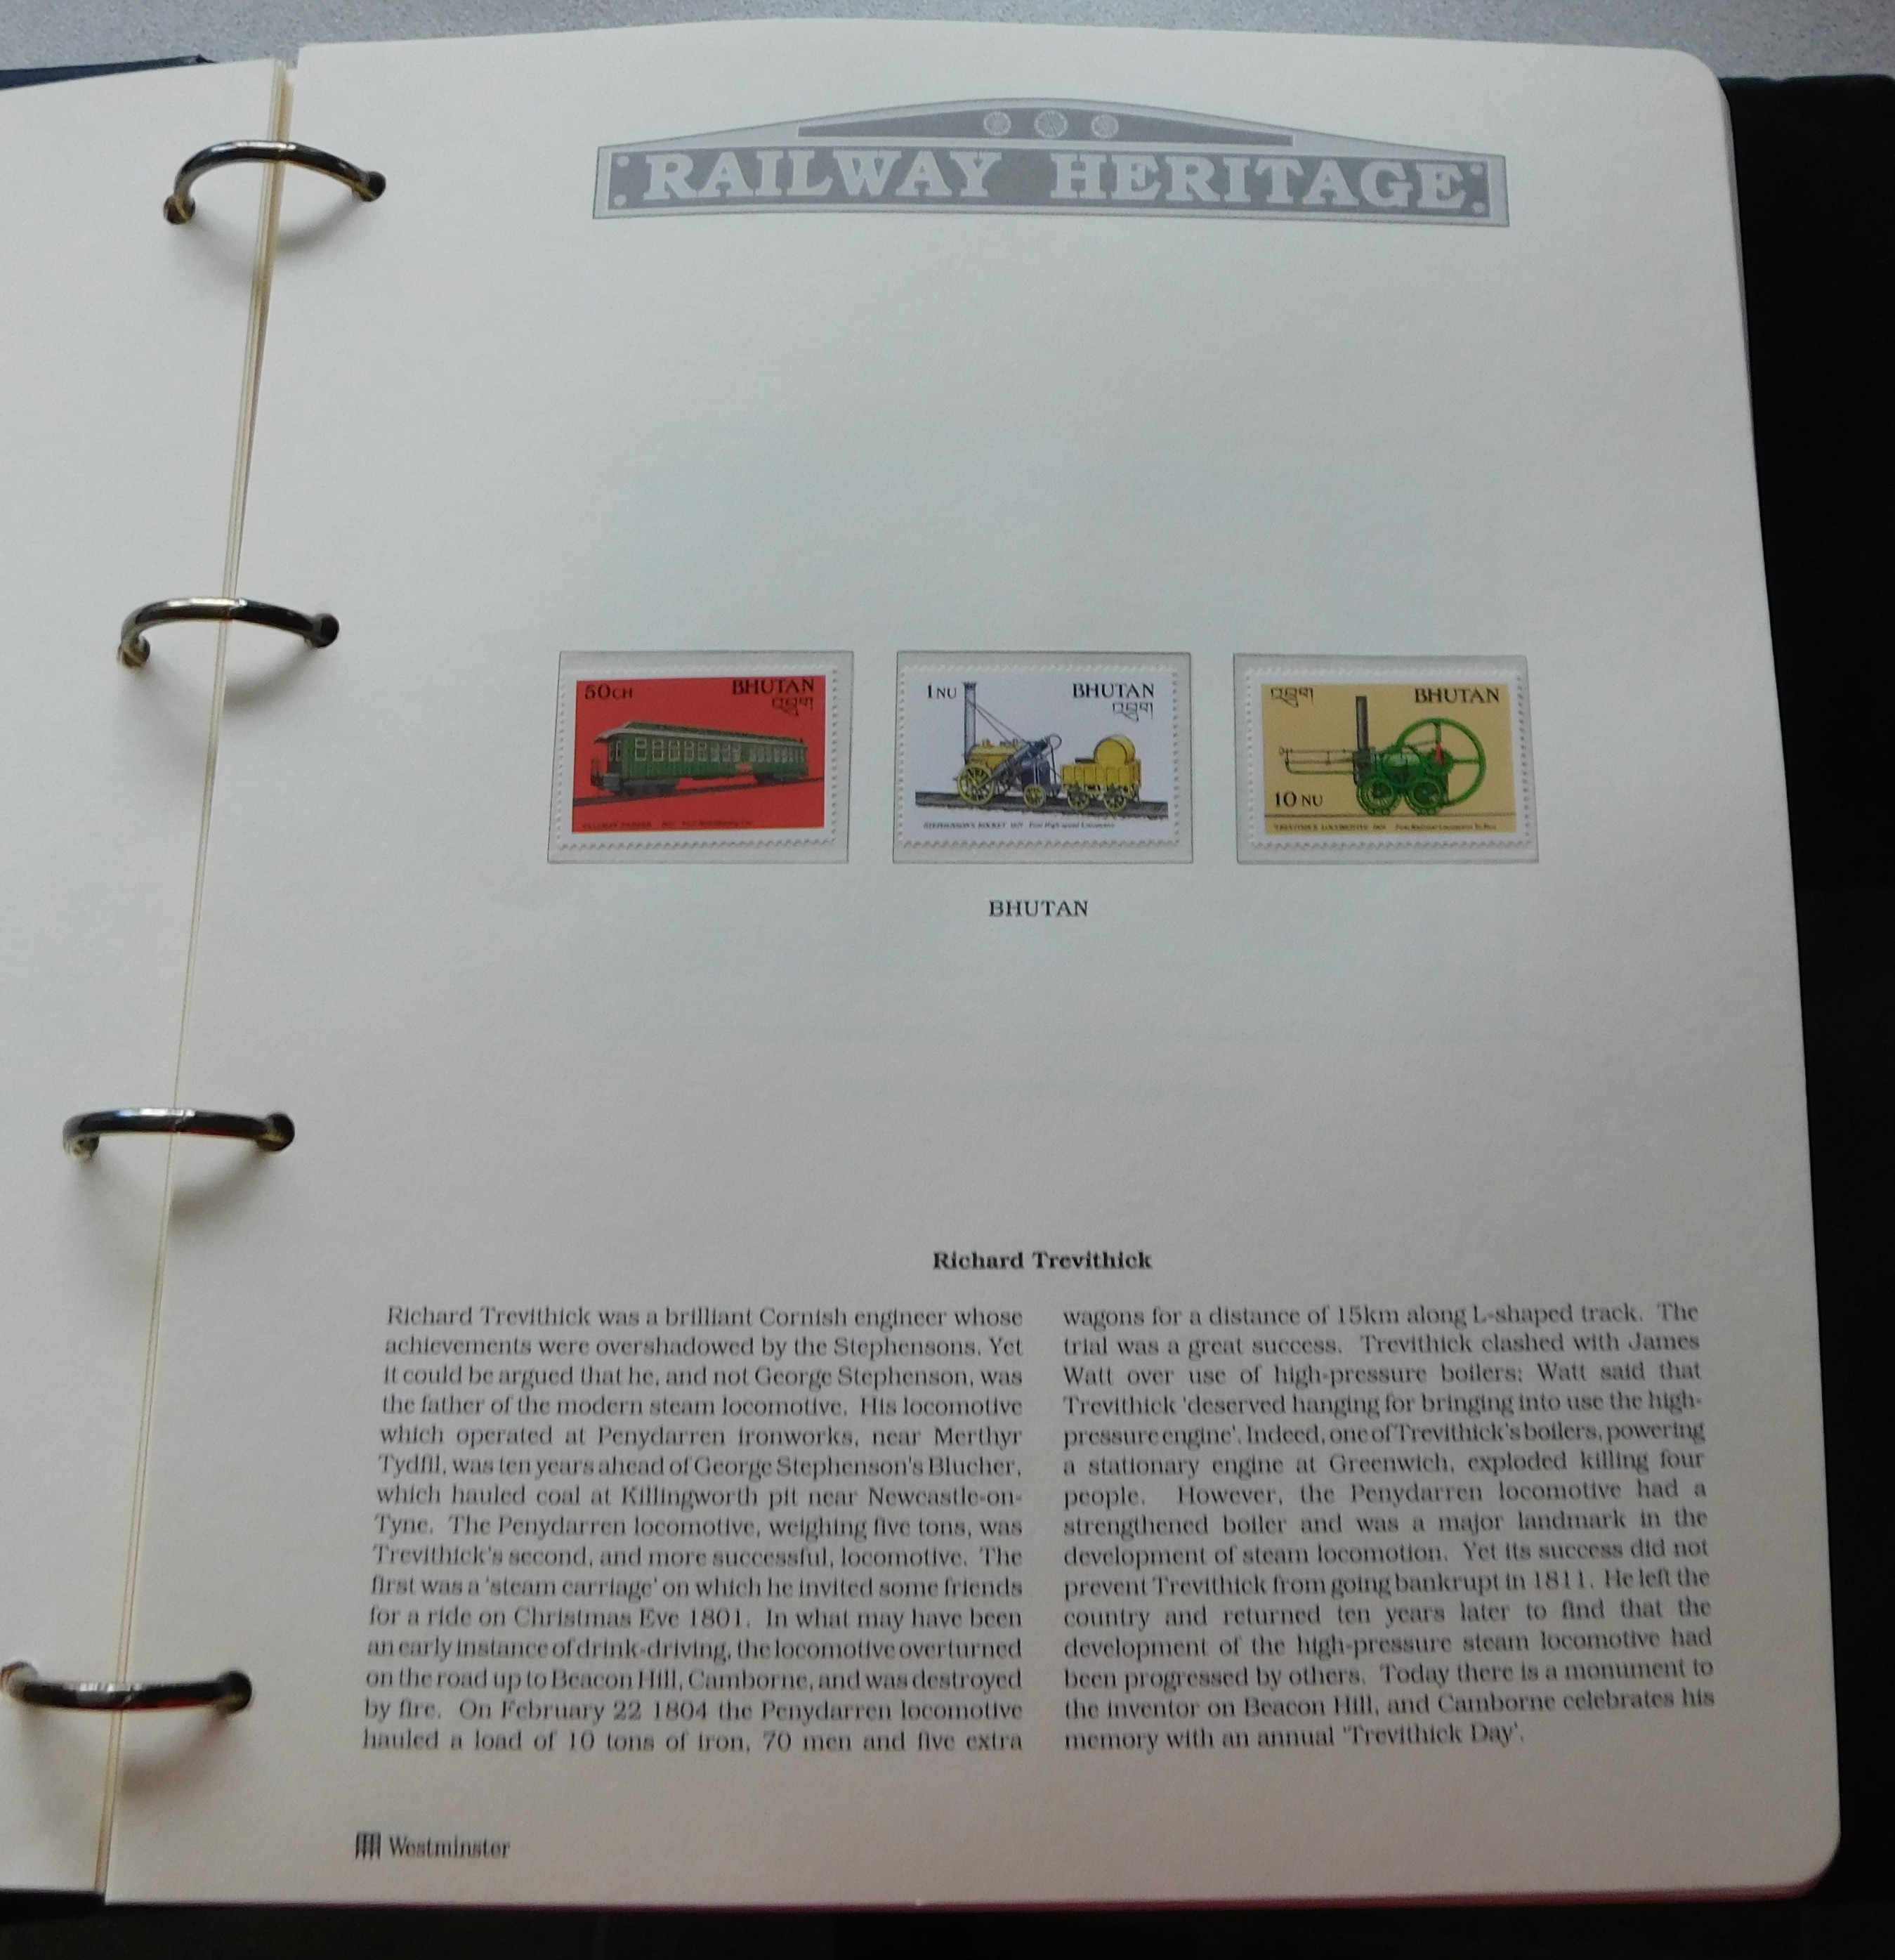 RAILWAY HERITAGE
50CH BHUTAN
འབྲུག
1NU BHUTAN
འབྲུག
STEPHENSON'S ROCKET 1829 First High-speed Locomotive
འབྲུག BHUTAN
10 NU
BHUTAN
Richard Trevithick
Richard Trevithick was a brilliant Cornish engineer whose
achievements were overshadowed by the Stephensons. Yet
it could be argued that he, and not George Stephenson, was
the father of the modern steam locomotive. His locomotive
which operated at Penydarren ironworks, near Merthyr
Tydfil, was ten years ahead of George Stephenson's Blucher,
which hauled coal at Killingworth pit near Newcastle-on-
Tyne. The Penydarren locomotive, weighing five tons, was
Trevithick's second, and more successful, locomotive. The
first was a 'steam carriage' on which he invited some friends
for a ride on Christmas Eve 1801. In what may have been
an early instance of drink-driving, the locomotive overturned
on the road up to Beacon Hill, Camborne, and was destroyed
by fire. On February 22 1804 the Penydarren locomotive
hauled a load of 10 tons of iron, 70 men and five extra
wagons for a distance of 15km along L-shaped track. The
trial was a great success. Trevithick clashed with James
Watt over use of high-pressure boilers; Watt said that
Trevithick 'deserved hanging for bringing into use the high-
pressure engine'. Indeed, one of Trevithick's boilers, powering
a stationary engine at Greenwich, exploded killing four
people. However, the Penydarren locomotive had a
strengthened boiler and was a major landmark in the
development of steam locomotion. Yet its success did not
prevent Trevithick from going bankrupt in 1811. He left the
country and returned ten years later to find that the
development of the high-pressure steam locomotive had
been progressed by others. Today there is a monument to
the inventor on Beacon Hill, and Camborne celebrates his
memory with an annual 'Trevithick Day'.
Westminster